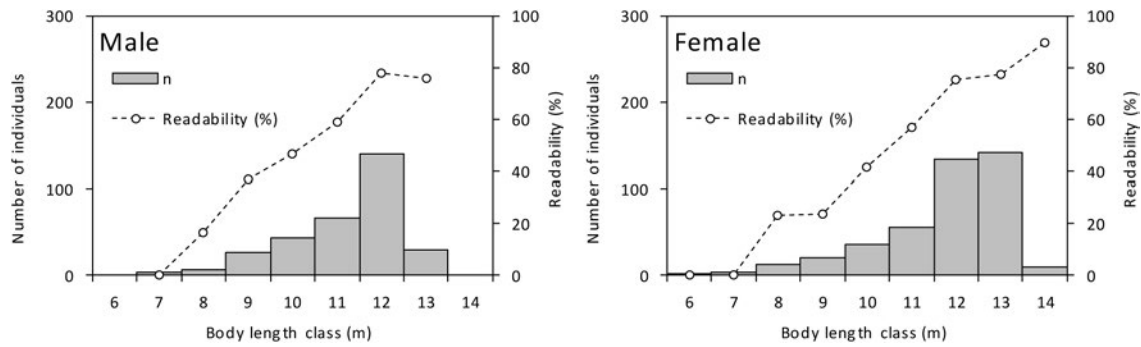 Male
n
Readability (%)
Number of individuals
300
200
100
0
100
80
60
40
20
0
Readability (%)
6 7 8 9 10 11 12 13 14
Body length class (m)
Female
n
Readability (%)
Number of individuals
300
200
100
0
100
80
60
40
20
0
Readability (%)
6 7 8 9 10 11 12 13 14
Body length class (m)